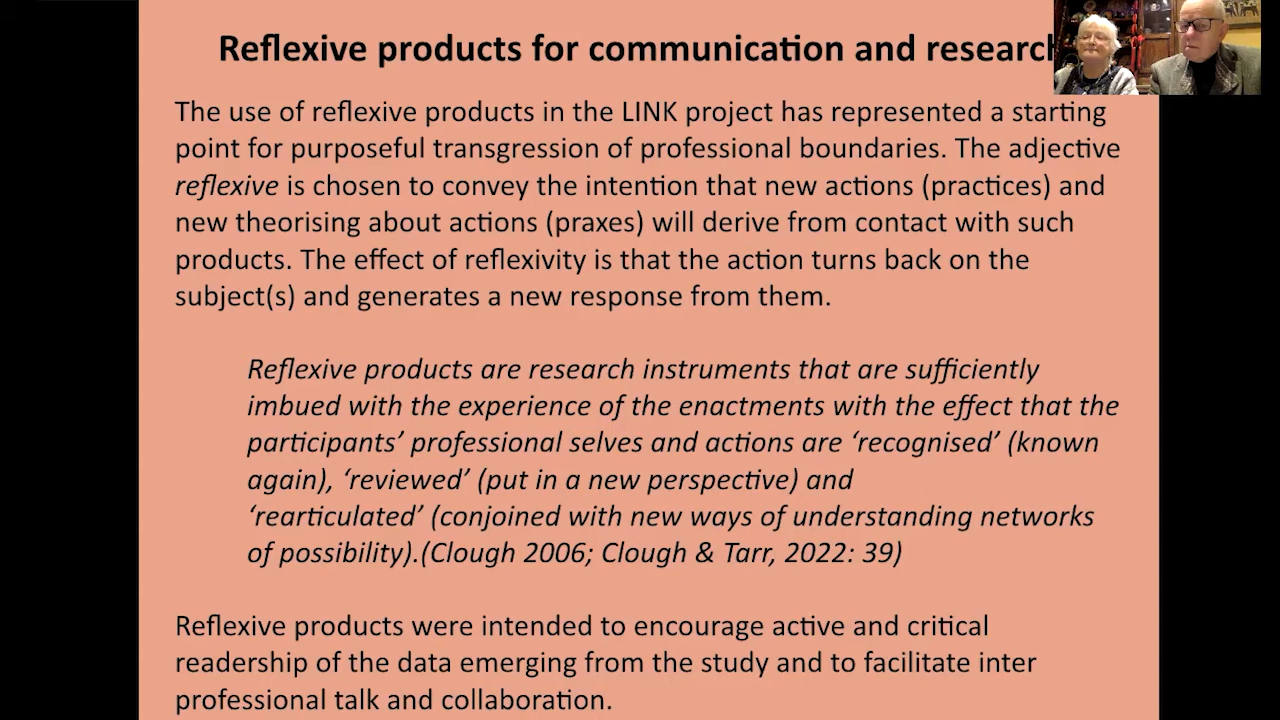 Reflexive products for communication and research
The use of reflexive products in the LINK project has represented a starting
point for purposeful transgression of professional boundaries. The adjective
reflexive is chosen to convey the intention that new actions (practices) and
new theorising about actions (praxes) will derive from contact with such
products. The effect of reflexivity is that the action turns back on the
subject(s) and generates a new response from them.
Reflexive products are research instruments that are sufficiently
imbued with the experience of the enactments with the effect that the
participants’ professional selves and actions are ‘recognised’ (known
again), ‘reviewed’ (put in a new perspective) and
‘rearticulated’ (conjoined with new ways of understanding networks
of possibility).(Clough 2006; Clough & Tarr, 2022: 39)
Reflexive products were intended to encourage active and critical
readership of the data emerging from the study and to facilitate inter
professional talk and collaboration.